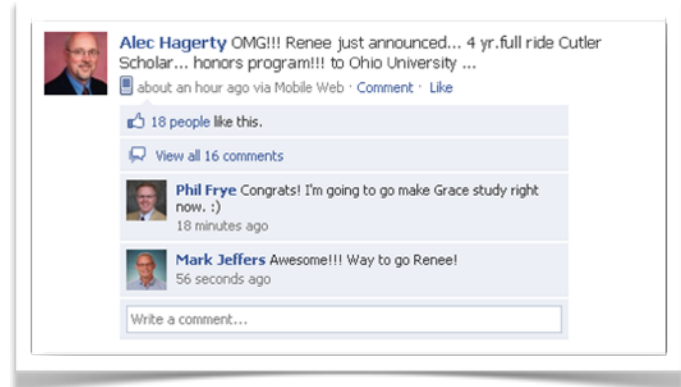 Alec Hagerty OMG!!! Renee just announced... 4 yr.full ride Cutler
Scholar... honors program!!! to Ohio University ...
about an hour ago via Mobile Web · Comment · Like
18 people like this.
View all 16 comments
Phil Frye Congrats! I'm going to go make Grace study right
now. :)
18 minutes ago
Mark Jeffers Awesome!!! Way to go Renee!
56 seconds ago
Write a comment...